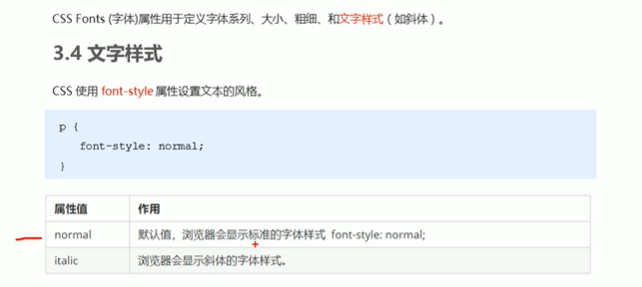 CSS Fonts (字体)属性用于定义字体系列、大小、粗细、和文字样式（如斜体）。
3.4 文字样式
CSS 使用 font-style 属性设置文本的风格。
p {
font-style: normal;
}
属性值 作用
normal 默认值，浏览器会显示标准的字体样式 font-style: normal;
italic 浏览器会显示斜体的字体样式。